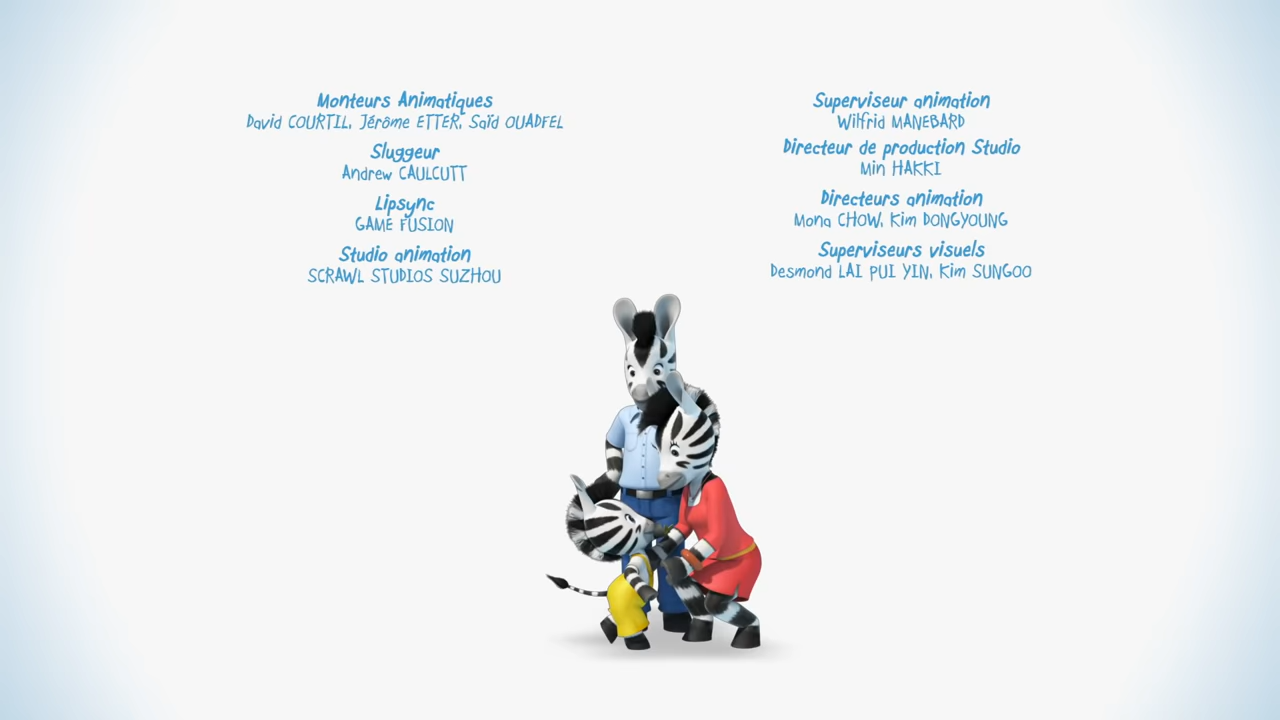 Monteurs Animatiques
David COURTIL, Jérôme ETTER, Saïd OUADFEL
Sluggeur
Andrew CAULCUTT
Lipsync
GAME FUSION
Studio animation
SCRAWL STUDIOS SUZHOU
Superviseur animation
Wilfrid MANEBARD
Directeur de production Studio
Min HAKKI
Directeurs animation
Mona CHOW, Kim DONGYOUNG
Superviseurs visuels
Desmond LAI PUI YIN, Kim SUNGOO